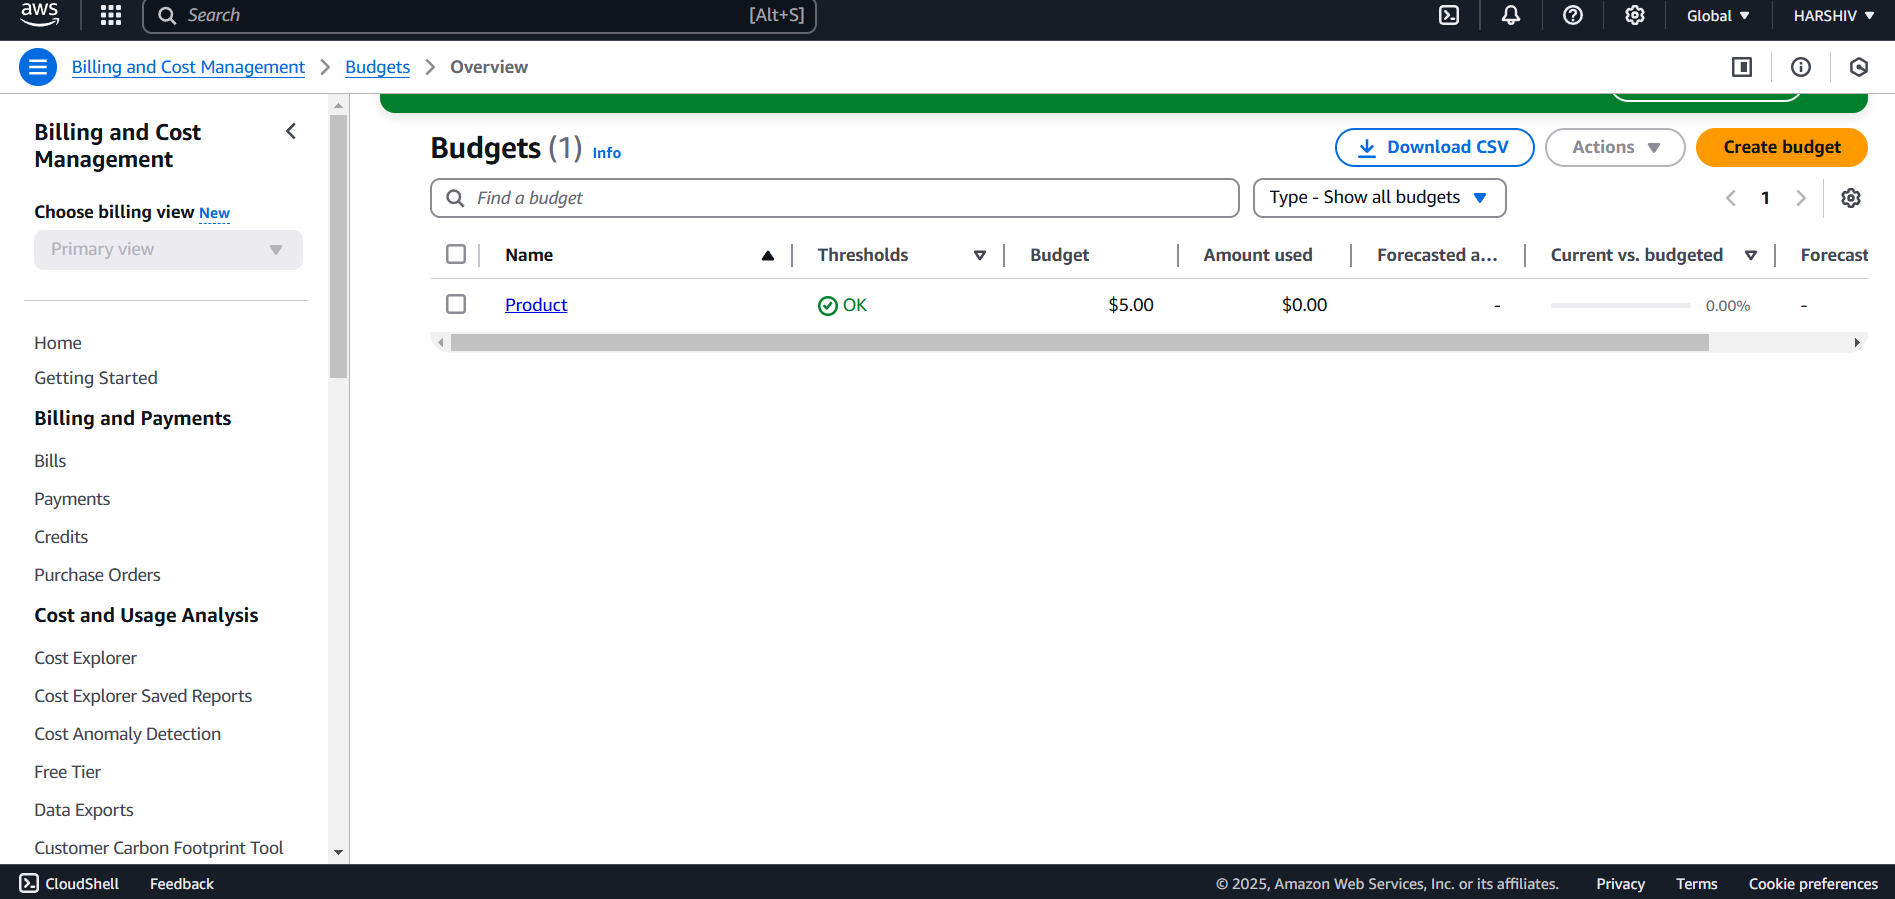 aws
Search [Alt+S]
Global
HARSHIV
Billing and Cost Management
Budgets
Overview
Billing and Cost
Management
Choose billing view New
Primary view
Home
Getting Started
Billing and Payments
Bills
Payments
Credits
Purchase Orders
Cost and Usage Analysis
Cost Explorer
Cost Explorer Saved Reports
Cost Anomaly Detection
Free Tier
Data Exports
Customer Carbon Footprint Tool
Budgets (1) Info
Download CSV
Actions
Create budget
Find a budget
Type - Show all budgets
1
Name Thresholds Budget Amount used Forecasted a... Current vs. budgeted Forecast
Product OK $5.00 $0.00 - 0.00% -
CloudShell Feedback
© 2025, Amazon Web Services, Inc. or its affiliates. Privacy Terms Cookie preferences